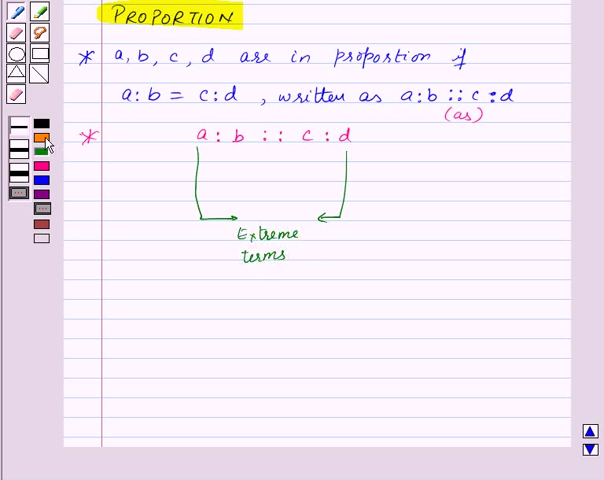 PROPORTION
* a, b, c, d are in proportion if
a : b = c : d , written as a : b :: c : d
(as)
* a : b :: c : d
Extreme
terms